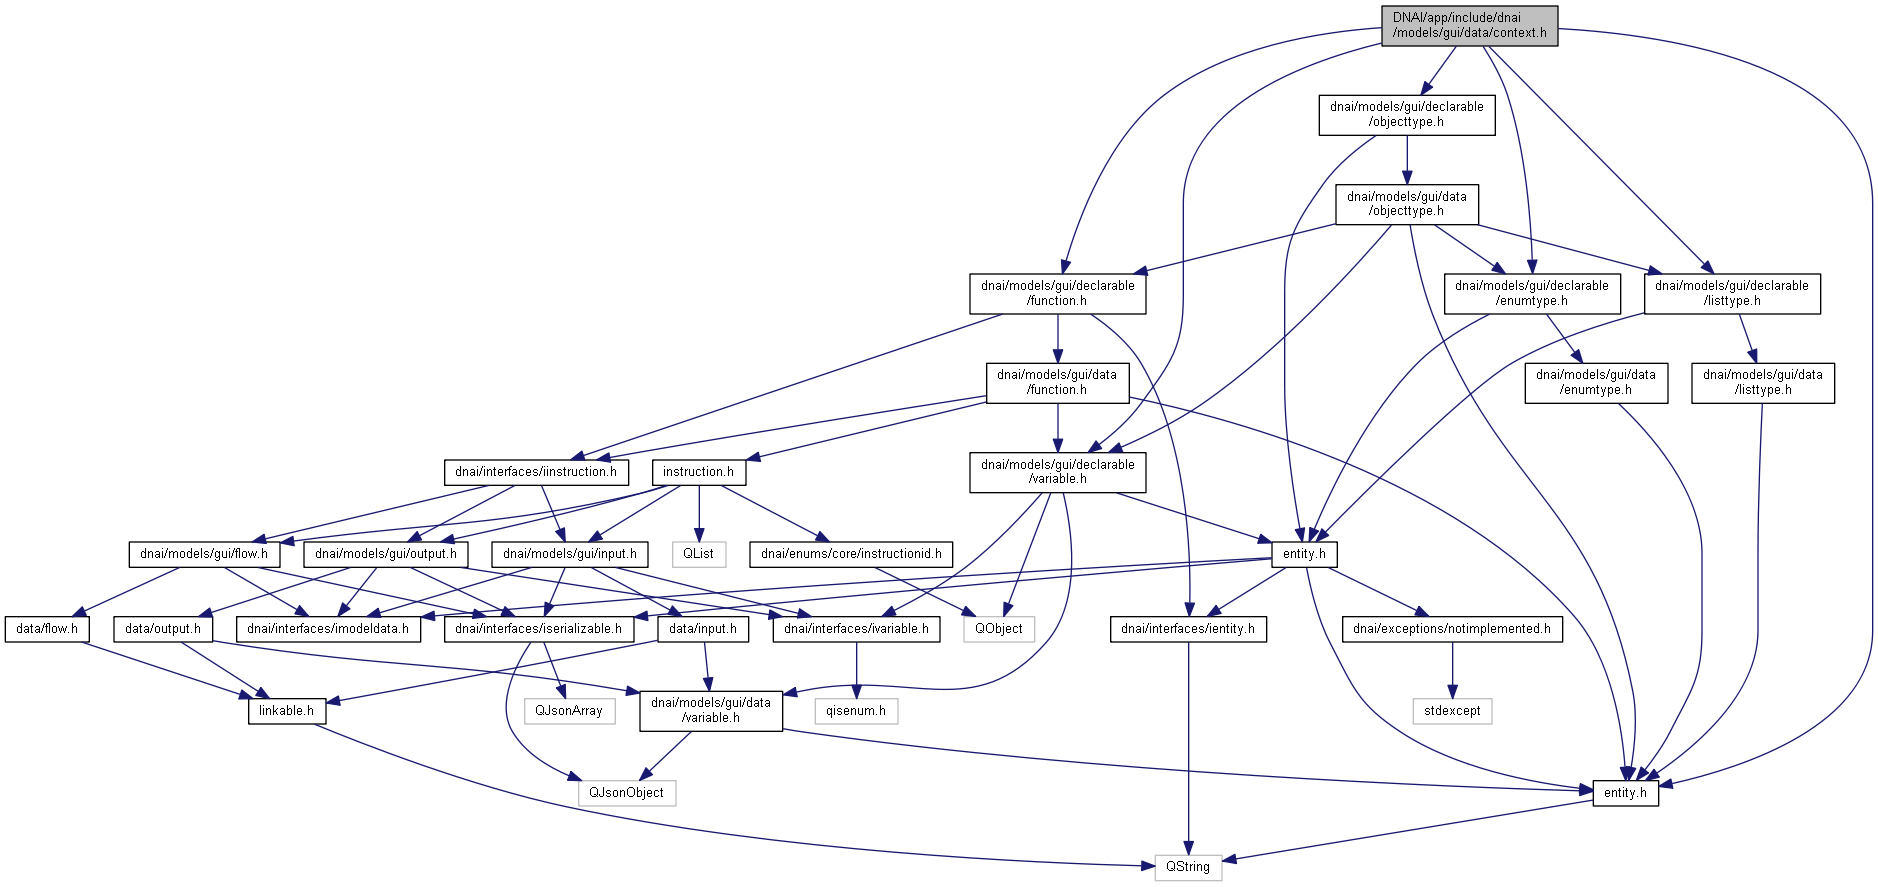 DNAI/app/include/dnai
/models/gui/data/context.h
dnai/models/gui/declarable
/objecttype.h
dnai/models/gui/data
/objecttype.h
dnai/models/gui/declarable
/function.h
dnai/models/gui/declarable
/enumtype.h
dnai/models/gui/declarable
/listtype.h
dnai/models/gui/data
/function.h
dnai/models/gui/data
/enumtype.h
dnai/models/gui/data
/listtype.h
dnai/interfaces/iinstruction.h
instruction.h
dnai/models/gui/declarable
/variable.h
dnai/models/gui/flow.h
dnai/models/gui/output.h
dnai/models/gui/input.h
QList
dnai/enums/core/instructionid.h
entity.h
data/flow.h
data/output.h
dnai/interfaces/imodeldata.h
dnai/interfaces/iserializable.h
data/input.h
dnai/interfaces/ivariable.h
QObject
dnai/interfaces/ientity.h
dnai/exceptions/notimplemented.h
linkable.h
QJsonArray
dnai/models/gui/data
/variable.h
qisenum.h
stdexcept
QJsonObject
entity.h
QString